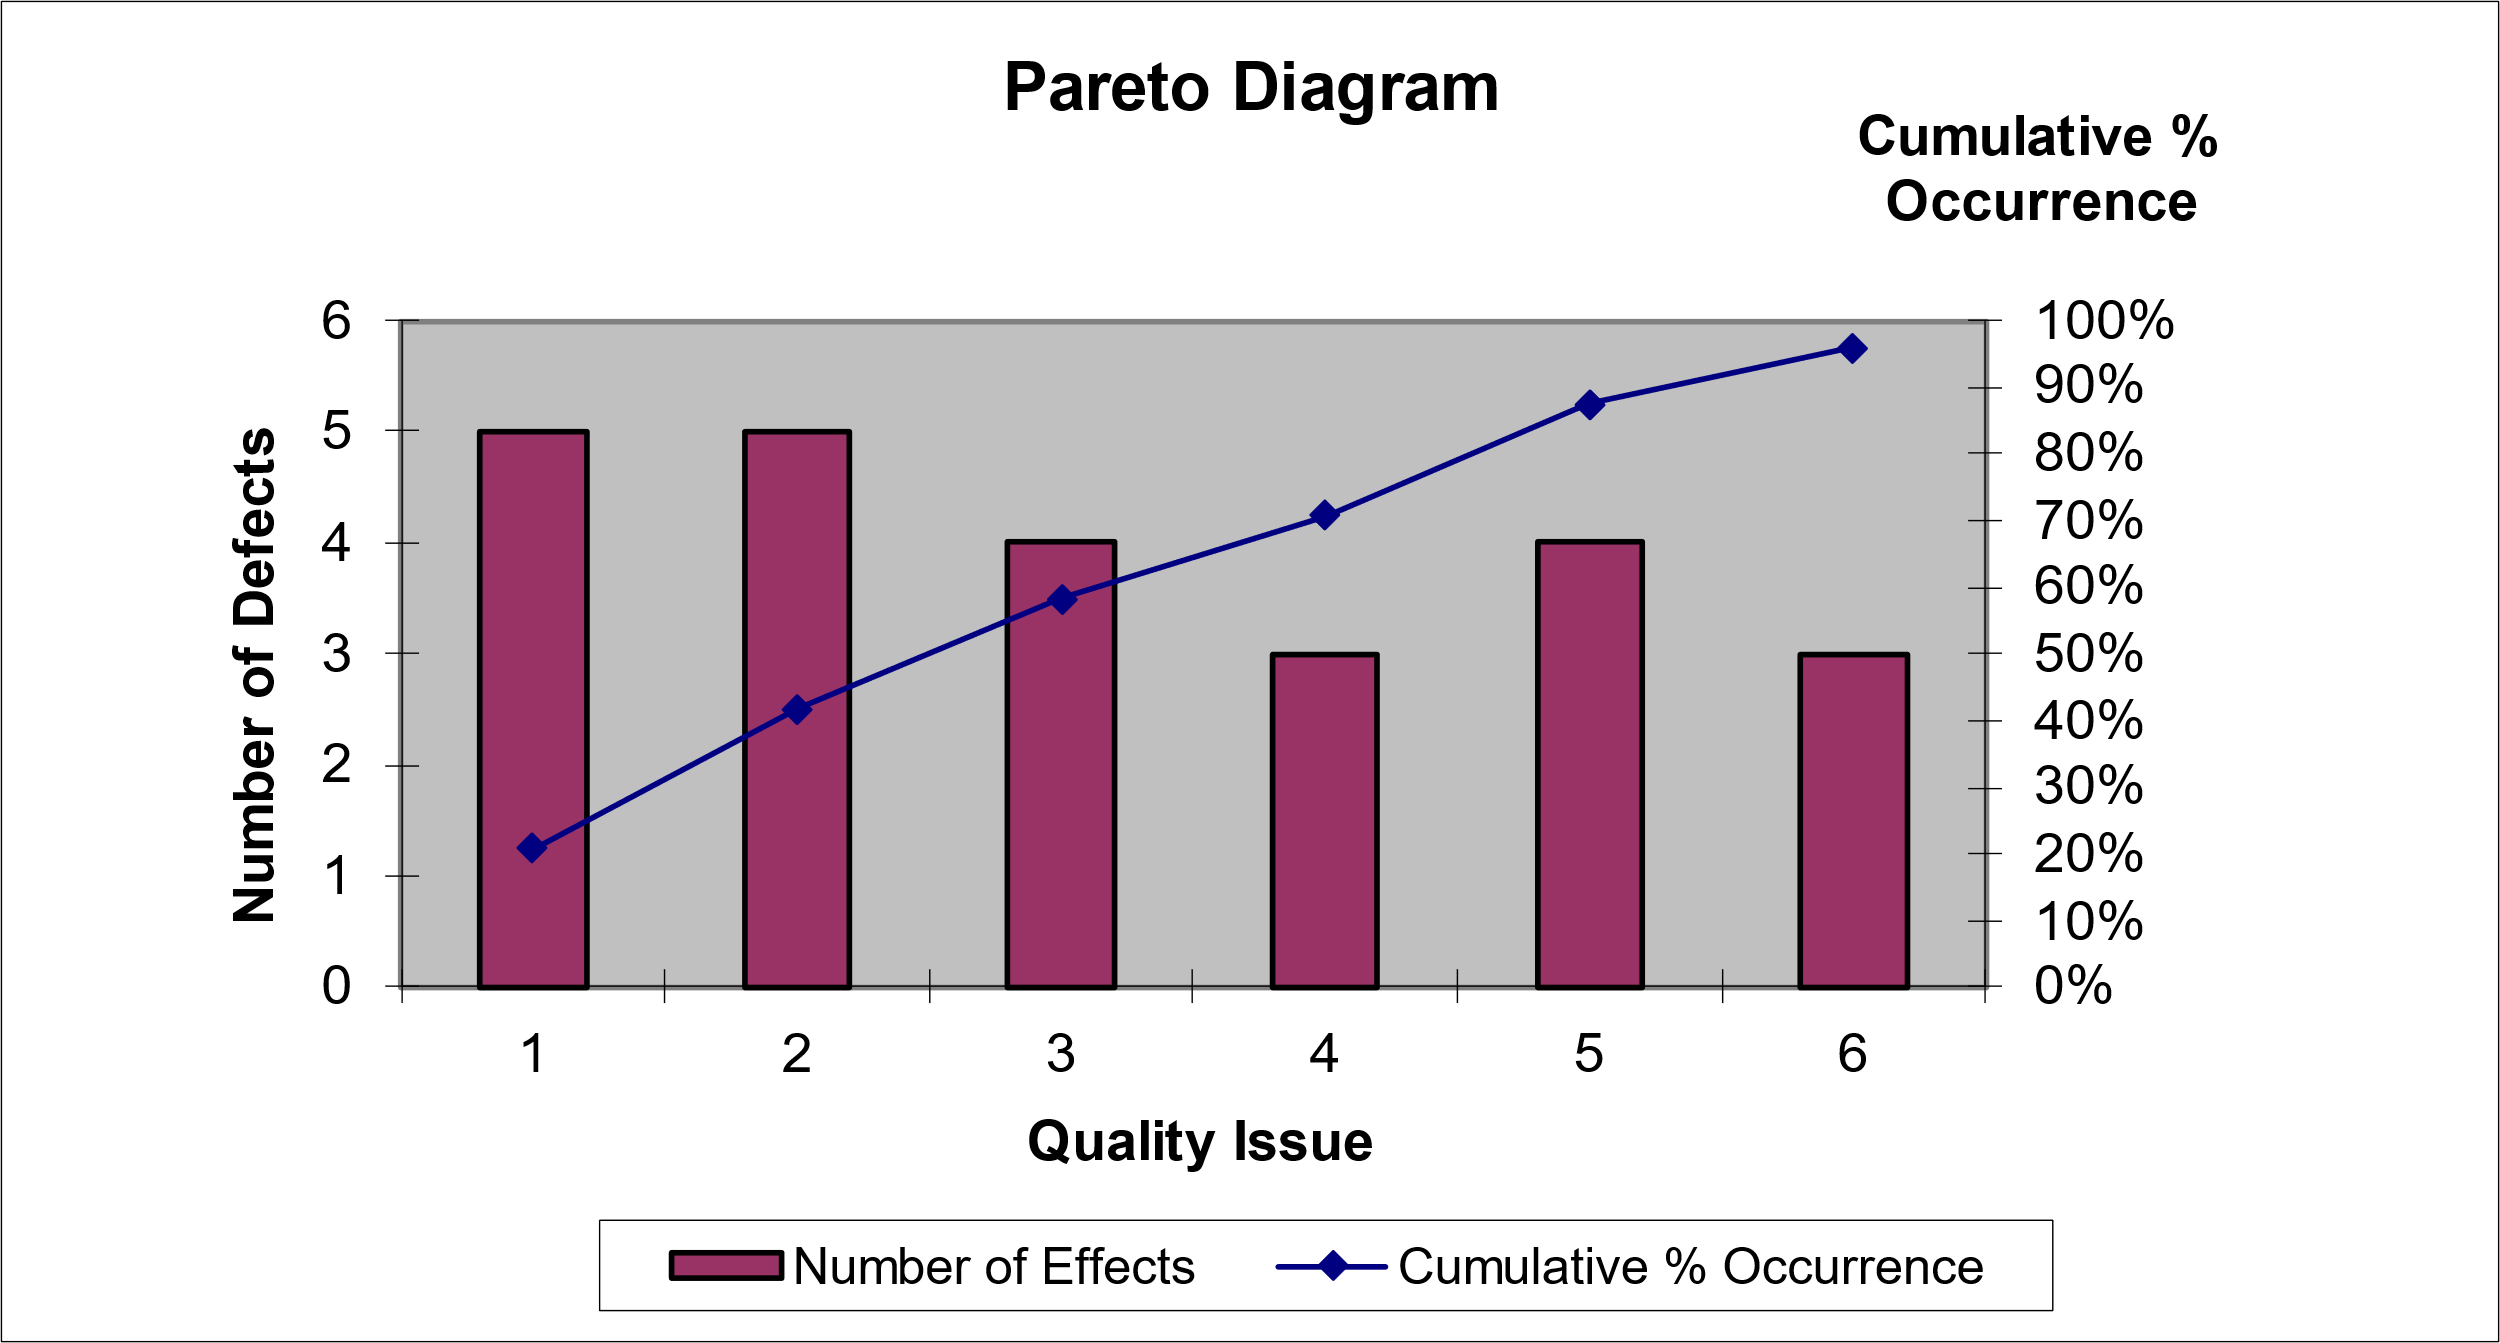 Pareto Diagram
Cumulative %
Occurrence
Number of Defects
6
5
4
3
2
1
0
100%
90%
80%
70%
60%
50%
40%
30%
20%
10%
0%
1 2 3 4 5 6
Quality Issue
Number of Effects Cumulative % Occurrence